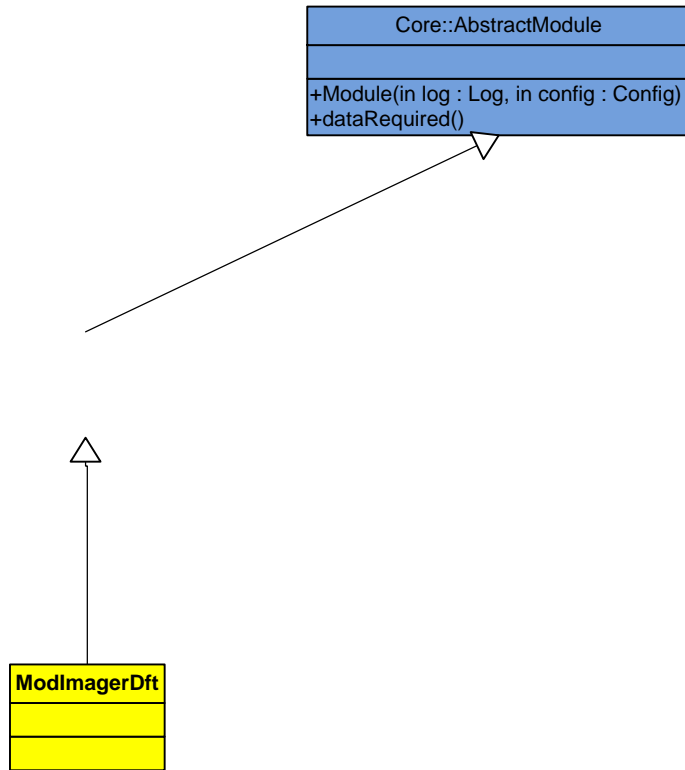 Core::AbstractModule
+Module(in log : Log, in config : Config)
+dataRequired()
ModImagerDft